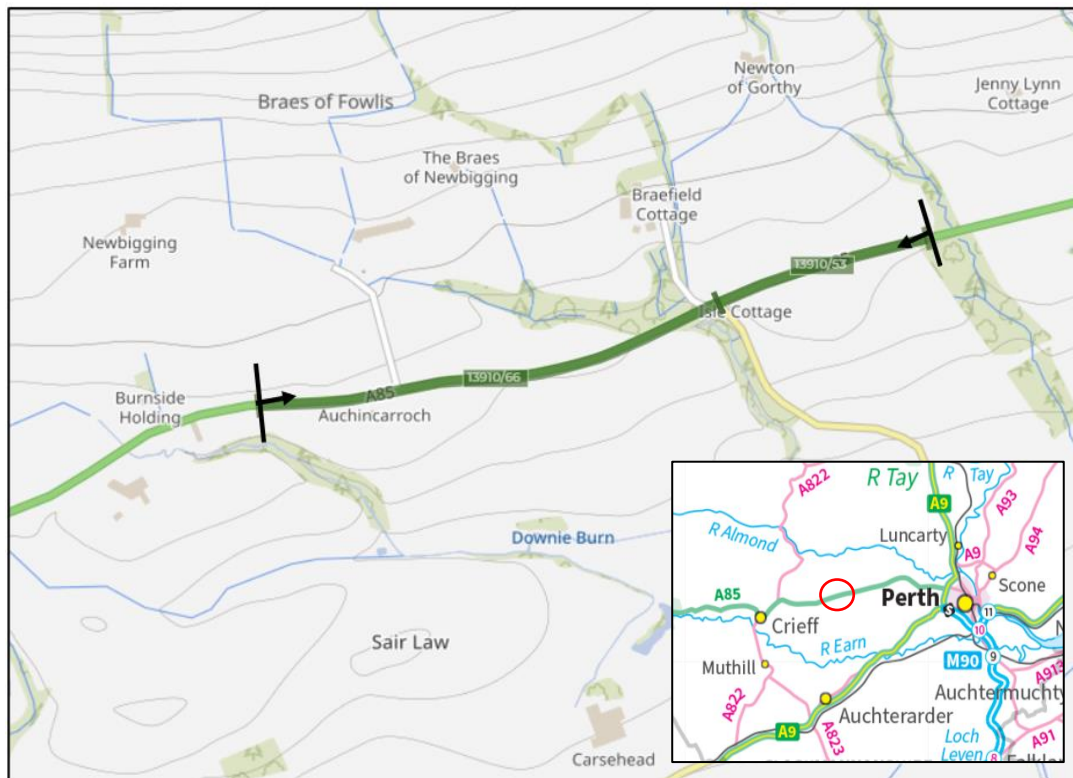 Newton
of Gorthy
Jenny Lynn
Cottage
Braes of Fowlis
The Braes
of Newbigging
Braefield
Cottage
Newbigging
Farm
13910/53
Isle Cottage
13910/66
A85
Burnside
Holding
Auchincarroch
Downie Burn
Sair Law
Carsehead
A822
R Tay
R
Tay
A93
A9
A94
Luncarty
R Almond
A9
Scone
A85
Perth
S
11
10
Crieff
R Earn
M90
9
Muthill
A913
Auchtermuchty
A822
Auchterarder
A9
A823
Loch
Leven
8
A91